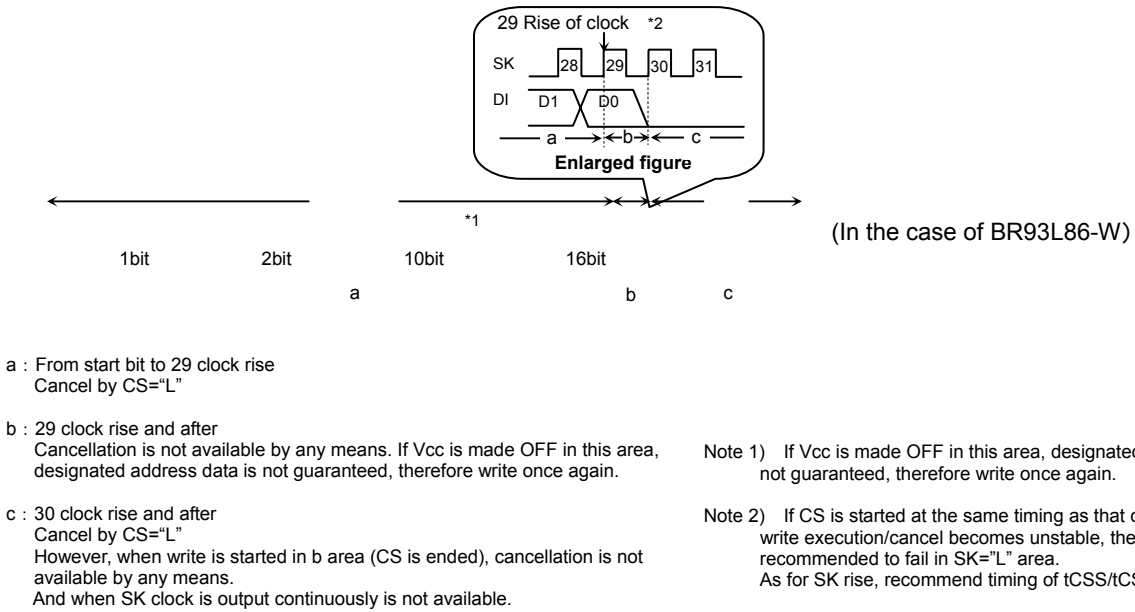 29 Rise of clock *2
SK 28 29 30 31
DI D1 D0
a b c
Enlarged figure
*1
(In the case of BR93L86-W)
1bit 2bit 10bit 16bit
a b c
a : From start bit to 29 clock rise
Cancel by CS=“L”
b : 29 clock rise and after
Cancellation is not available by any means. If Vcc is made OFF in this area,
designated address data is not guaranteed, therefore write once again.
c : 30 clock rise and after
Cancel by CS=“L”
However, when write is started in b area (CS is ended), cancellation is not
available by any means.
And when SK clock is output continuously is not available.
Note 1) If Vcc is made OFF in this area, designated
not guaranteed, therefore write once again.
Note 2) If CS is started at the same timing as that
write execution/cancel becomes unstable, the
recommended to fail in SK=”L” area.
As for SK rise, recommend timing of